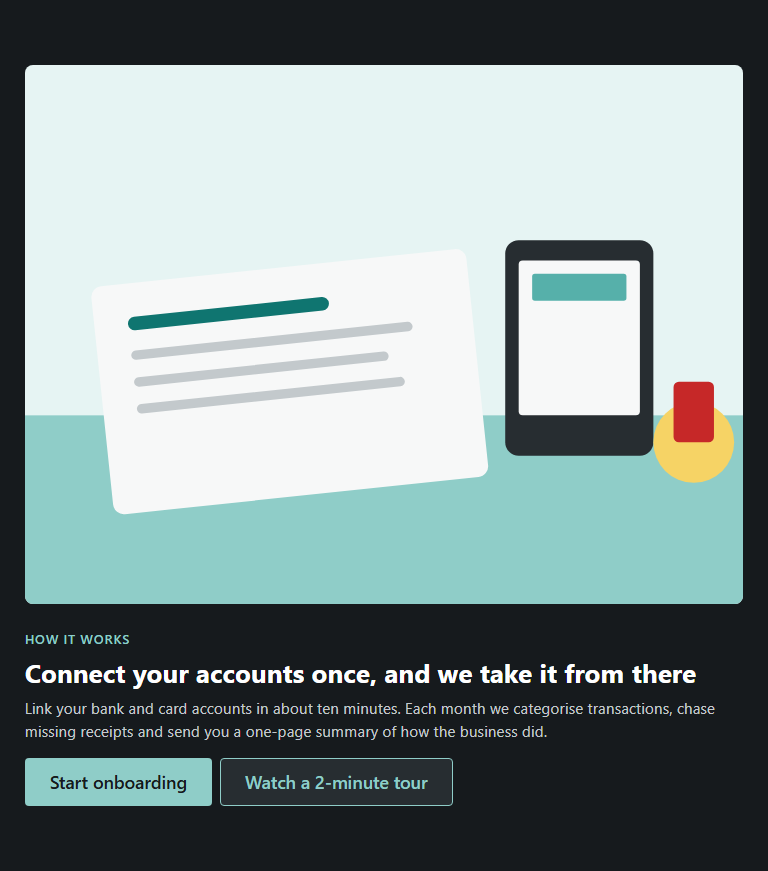 HOW IT WORKS
Connect your accounts once, and we take it from there
Link your bank and card accounts in about ten minutes. Each month we categorise transactions, chase
missing receipts and send you a one-page summary of how the business did.
Start onboarding
Watch a 2-minute tour